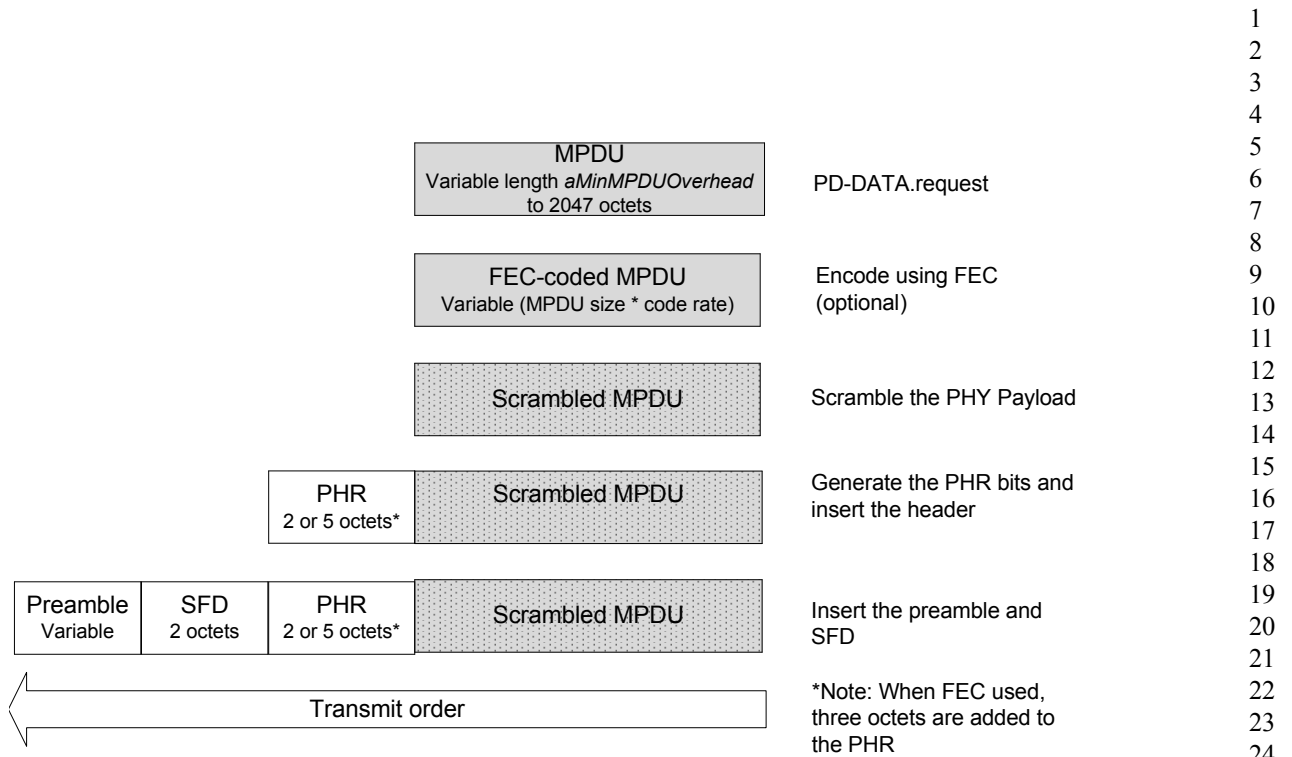 1
2
3
4
5
MPDU
Variable length aMinMPDUOverhead
to 2047 octets
PD-DATA.request
6
7
8
FEC-coded MPDU
Variable (MPDU size * code rate)
Encode using FEC
(optional)
9
10
11
12
Scrambled MPDU
Scramble the PHY Payload
13
14
15
PHR
2 or 5 octets*
Scrambled MPDU
Generate the PHR bits and
insert the header
16
17
18
19
Preamble
Variable
SFD
2 octets
PHR
2 or 5 octets*
Scrambled MPDU
Insert the preamble and
SFD
20
21
Transmit order
*Note: When FEC used,
three octets are added to
the PHR
22
23
24